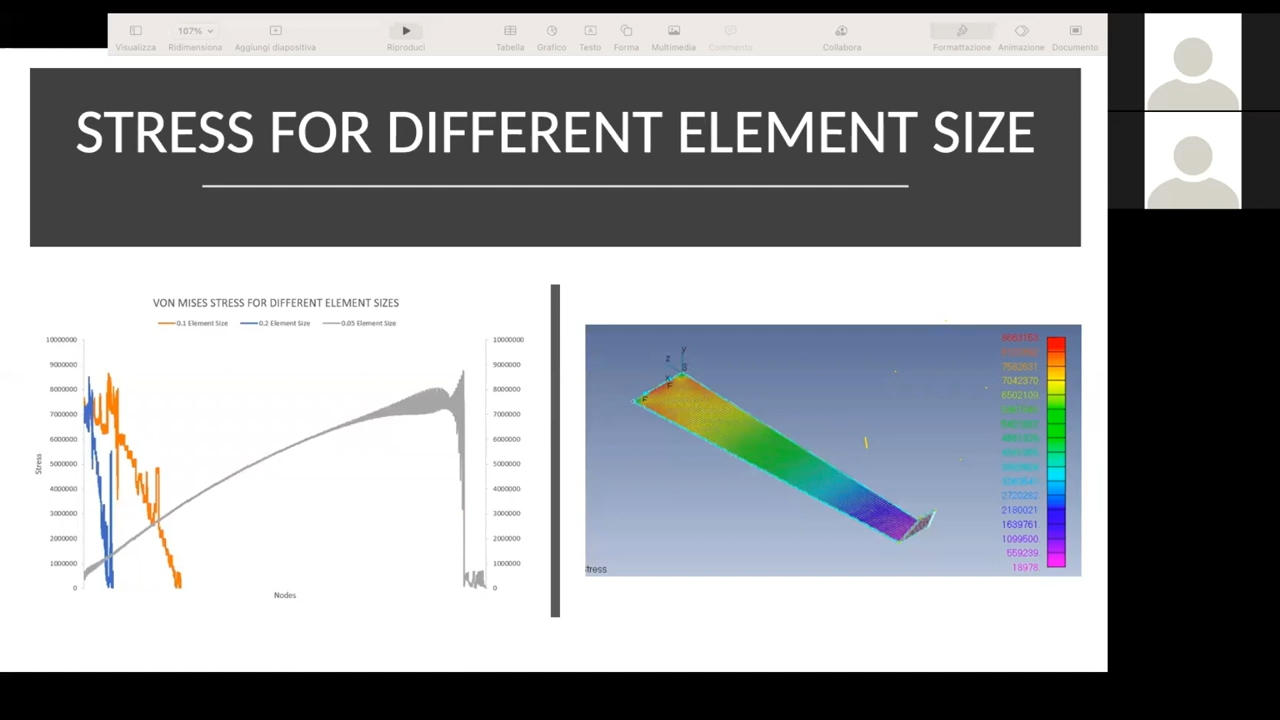 107%
Visualizza Ridimensiona Aggiungi diapositiva Riproduci Tabella Grafico Testo Forma Multimedia Commento Collabora Formattazione Animazione Documento
STRESS FOR DIFFERENT ELEMENT SIZE
VON MISES STRESS FOR DIFFERENT ELEMENT SIZES
0.1 Element Size 0.2 Element Size 0.05 Element Size
10000000 10000000
9000000 9000000
8000000 8000000
7000000 7000000
6000000 6000000
5000000 5000000
4000000 4000000
3000000 3000000
2000000 2000000
1000000 1000000
0 0
Stress
Nodes
y
z
7582631
7042370
6502109
2720282
2180021
1639761
1099500.
559239.
18978.
tress